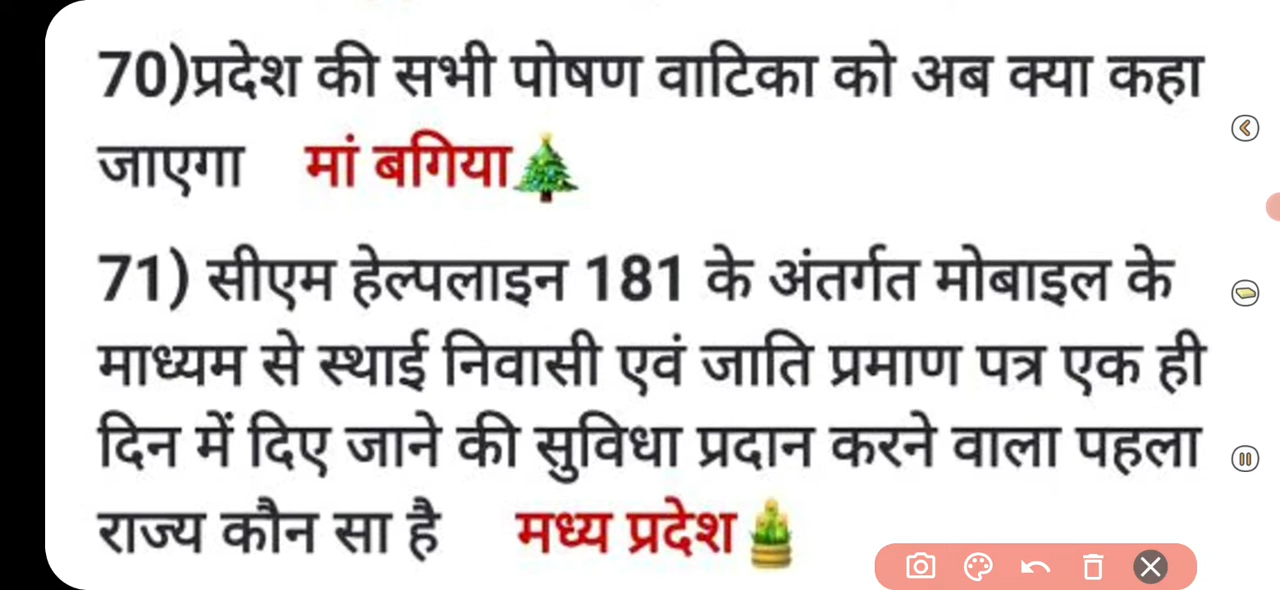 70)प्रदेश की सभी पोषण वाटिका को अब क्या कहा
जाएगा मां बगिया🎄
71) सीएम हेल्पलाइन 181 के अंतर्गत मोबाइल के
माध्यम से स्थाई निवासी एवं जाति प्रमाण पत्र एक ही
दिन में दिए जाने की सुविधा प्रदान करने वाला पहला
राज्य कौन सा है मध्य प्रदेश🎍